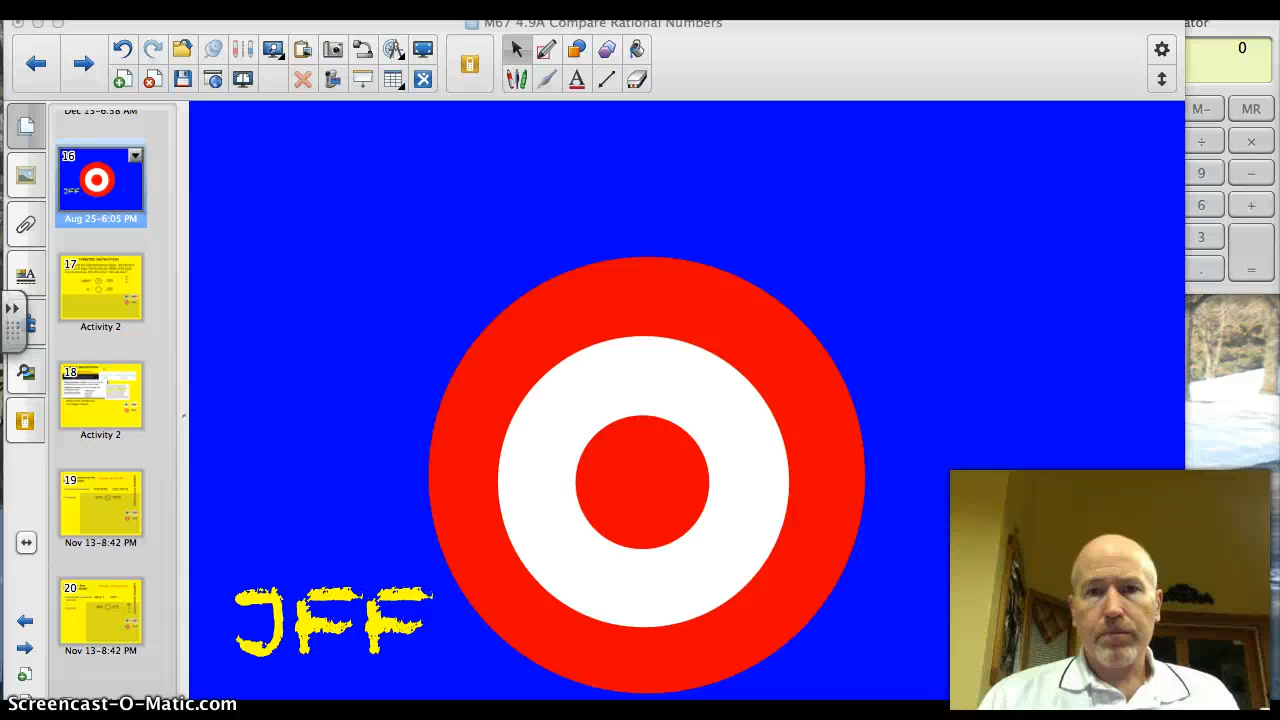 M67 4.9A Compare Rational Numbers
0
M−
MR
÷
×
9
−
6
+
3
.
=
A
Dec 13-6:58 AM
16
JFF
Aug 25-6:05 PM
17
Activity 2
18
Activity 2
19
Nov 13-8:42 PM
20
Nov 13-8:42 PM
JFF
Screencast-O-Matic.com